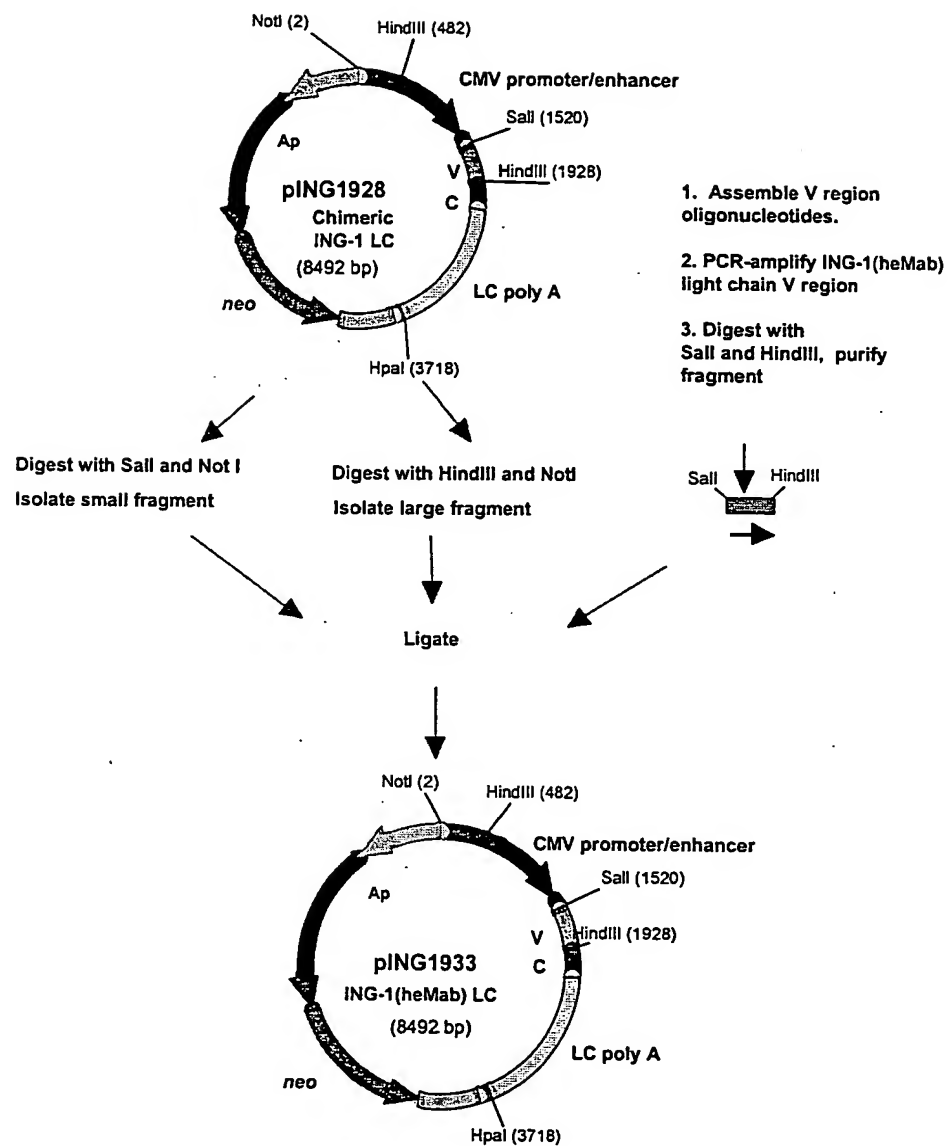 NotI (2)
HindIII (482)
CMV promoter/enhancer
SalI (1520)
Ap
V
HindIII (1928)
pING1928
C
Chimeric
ING-1 LC
(8492 bp)
LC poly A
neo
HpaI (3718)
1. Assemble V region
oligonucleotides.
2. PCR-amplify ING-1(heMab)
light chain V region
3. Digest with
SalI and HindIII, purify
fragment
Digest with SalI and Not I
Isolate small fragment
Digest with HindIII and NotI
Isolate large fragment
SalI
HindIII
Ligate
NotI (2)
HindIII (482)
CMV promoter/enhancer
SalI (1520)
Ap
V
HindIII (1928)
pING1933
C
ING-1(heMab) LC
(8492 bp)
LC poly A
neo
HpaI (3718)